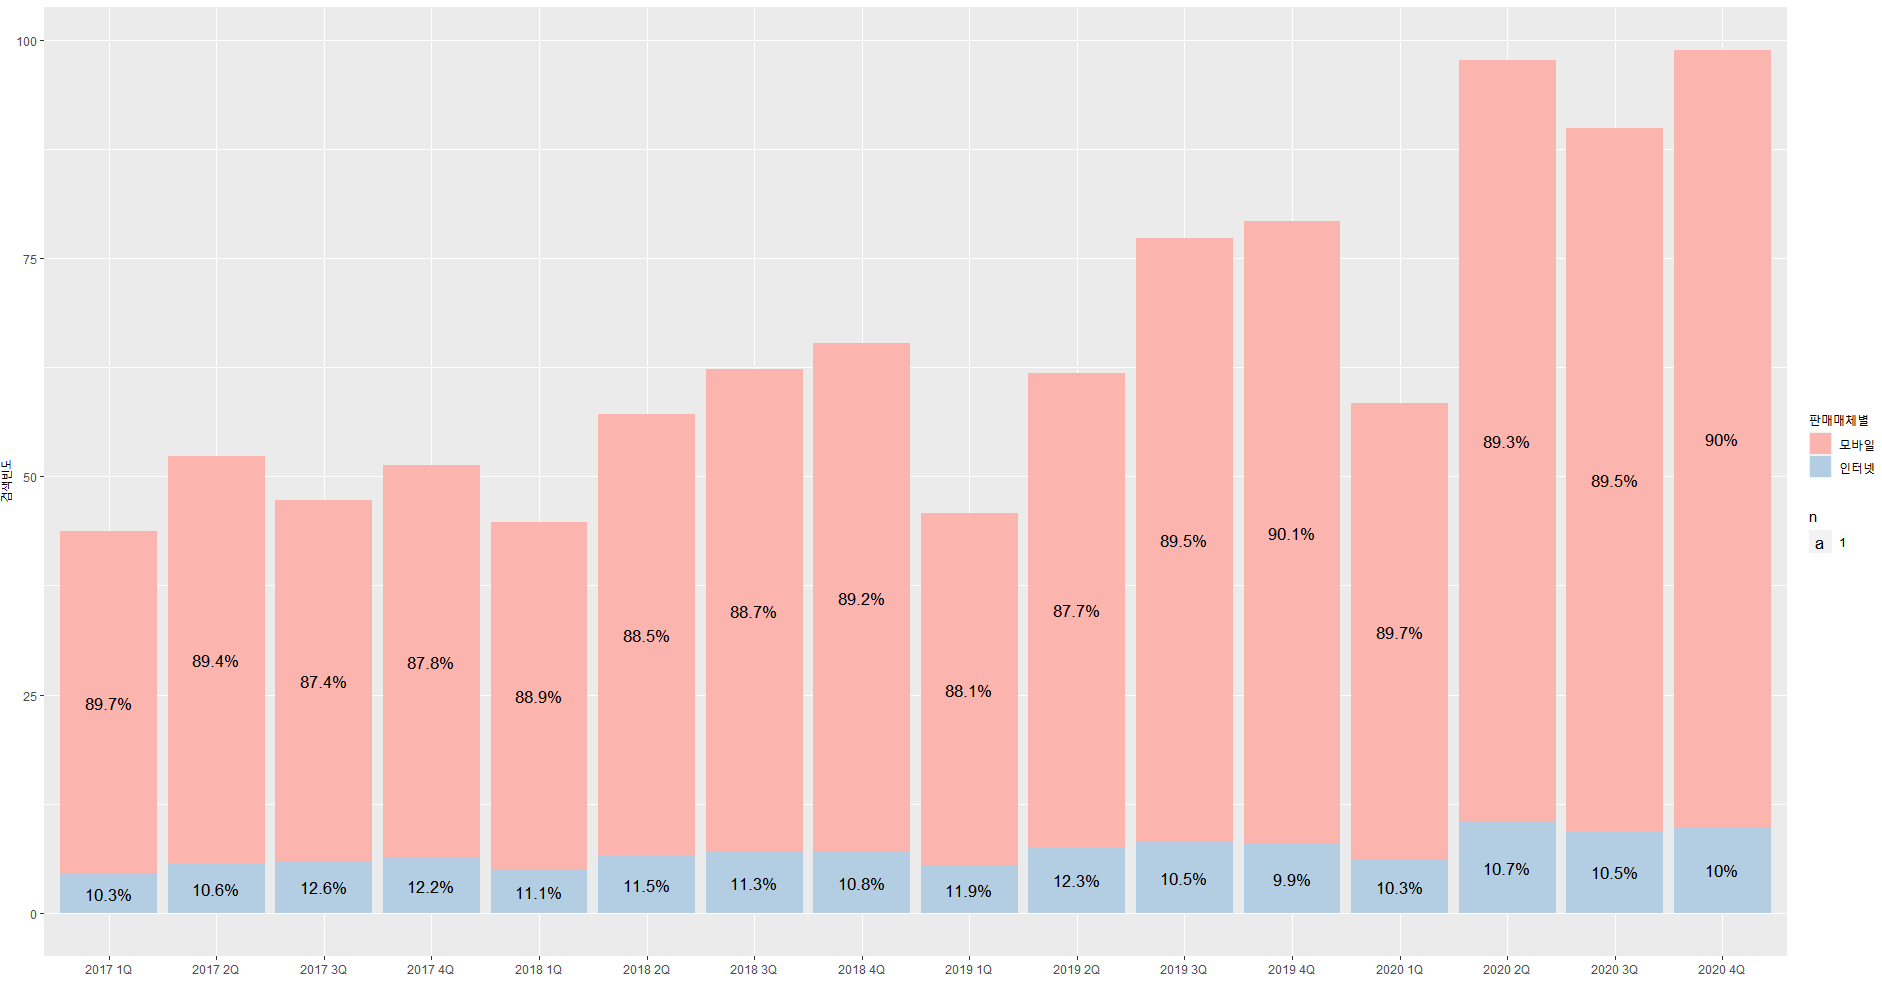 100
75
50
25
0
검색빈도
89.7%
10.3%
89.4%
10.6%
87.4%
12.6%
87.8%
12.2%
88.9%
11.1%
88.5%
11.5%
88.7%
11.3%
89.2%
10.8%
88.1%
11.9%
87.7%
12.3%
89.5%
10.5%
90.1%
9.9%
89.7%
10.3%
89.3%
10.7%
89.5%
10.5%
90%
10%
2017 1Q
2017 2Q
2017 3Q
2017 4Q
2018 1Q
2018 2Q
2018 3Q
2018 4Q
2019 1Q
2019 2Q
2019 3Q
2019 4Q
2020 1Q
2020 2Q
2020 3Q
2020 4Q
판매매체별
모바일
인터넷
n
a 1